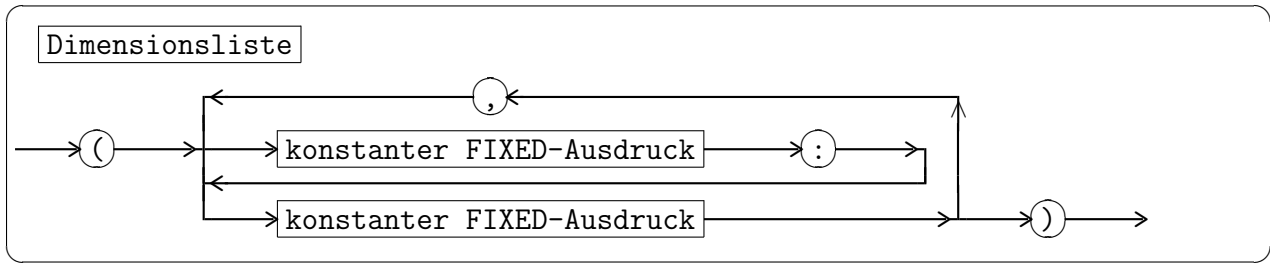 Dimensionsliste
,
( konstanter FIXED-Ausdruck :
konstanter FIXED-Ausdruck )